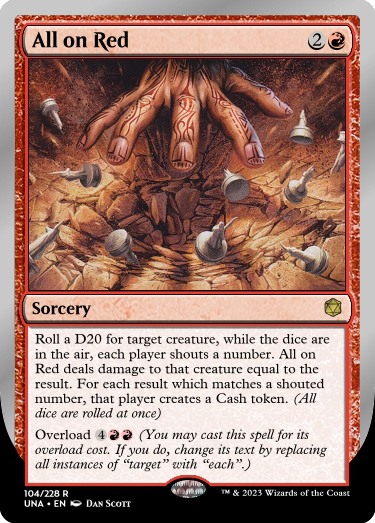 All on Red 2
Sorcery
Roll a D20 for target creature, while the dice are
in the air, each player shouts a number. All on
Red deals damage to that creature equal to the
result. For each result which matches a shouted
number, that player creates a Cash token. (All
dice are rolled at once)
Overload 4 (You may cast this spell for its
overload cost. If you do, change its text by replacing
all instances of “target” with “each”.)
104/228 R
UNA • EN DAN SCOTT
™ & © 2023 Wizards of the Coast